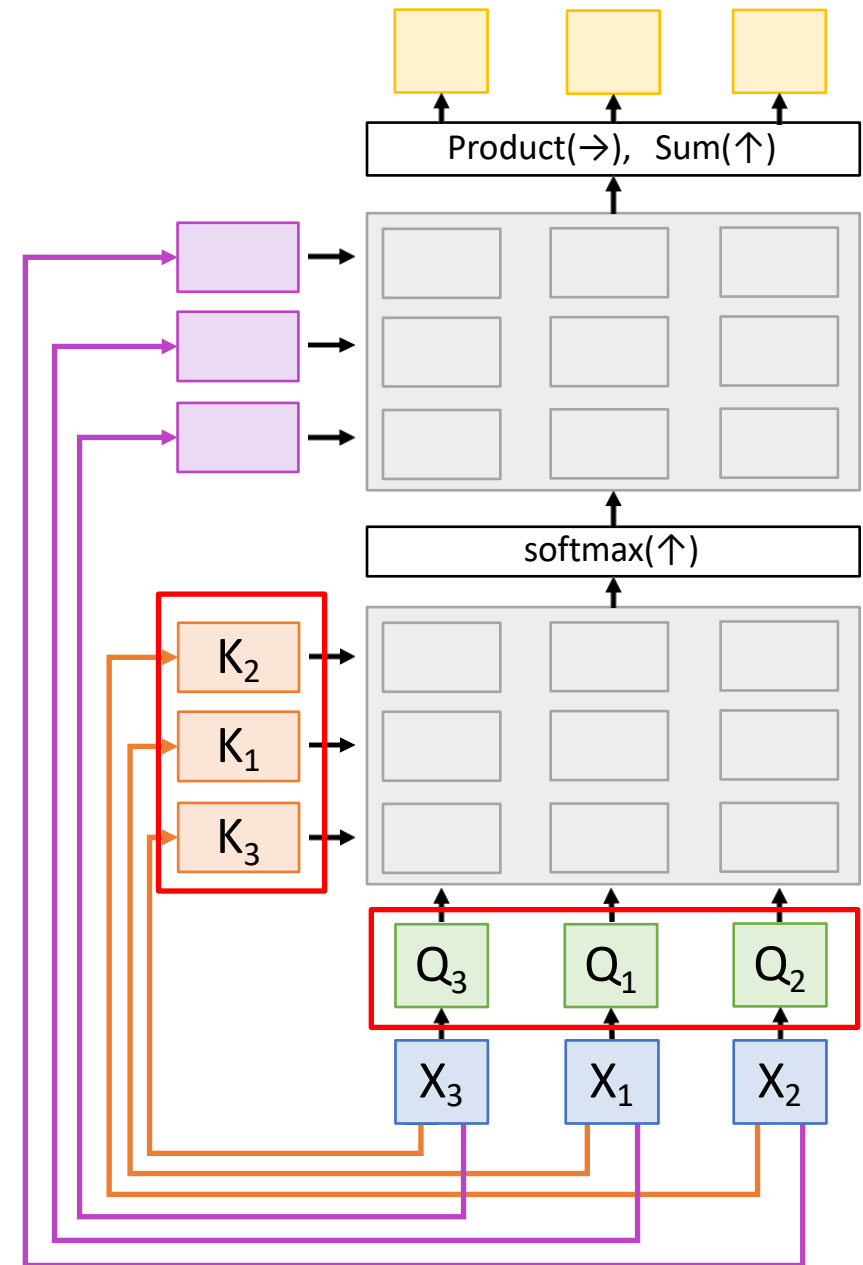 Product(→), Sum(↑)
softmax(↑)
K₂
K₁
K₃
Q₃ Q₁ Q₂
X₃ X₁ X₂